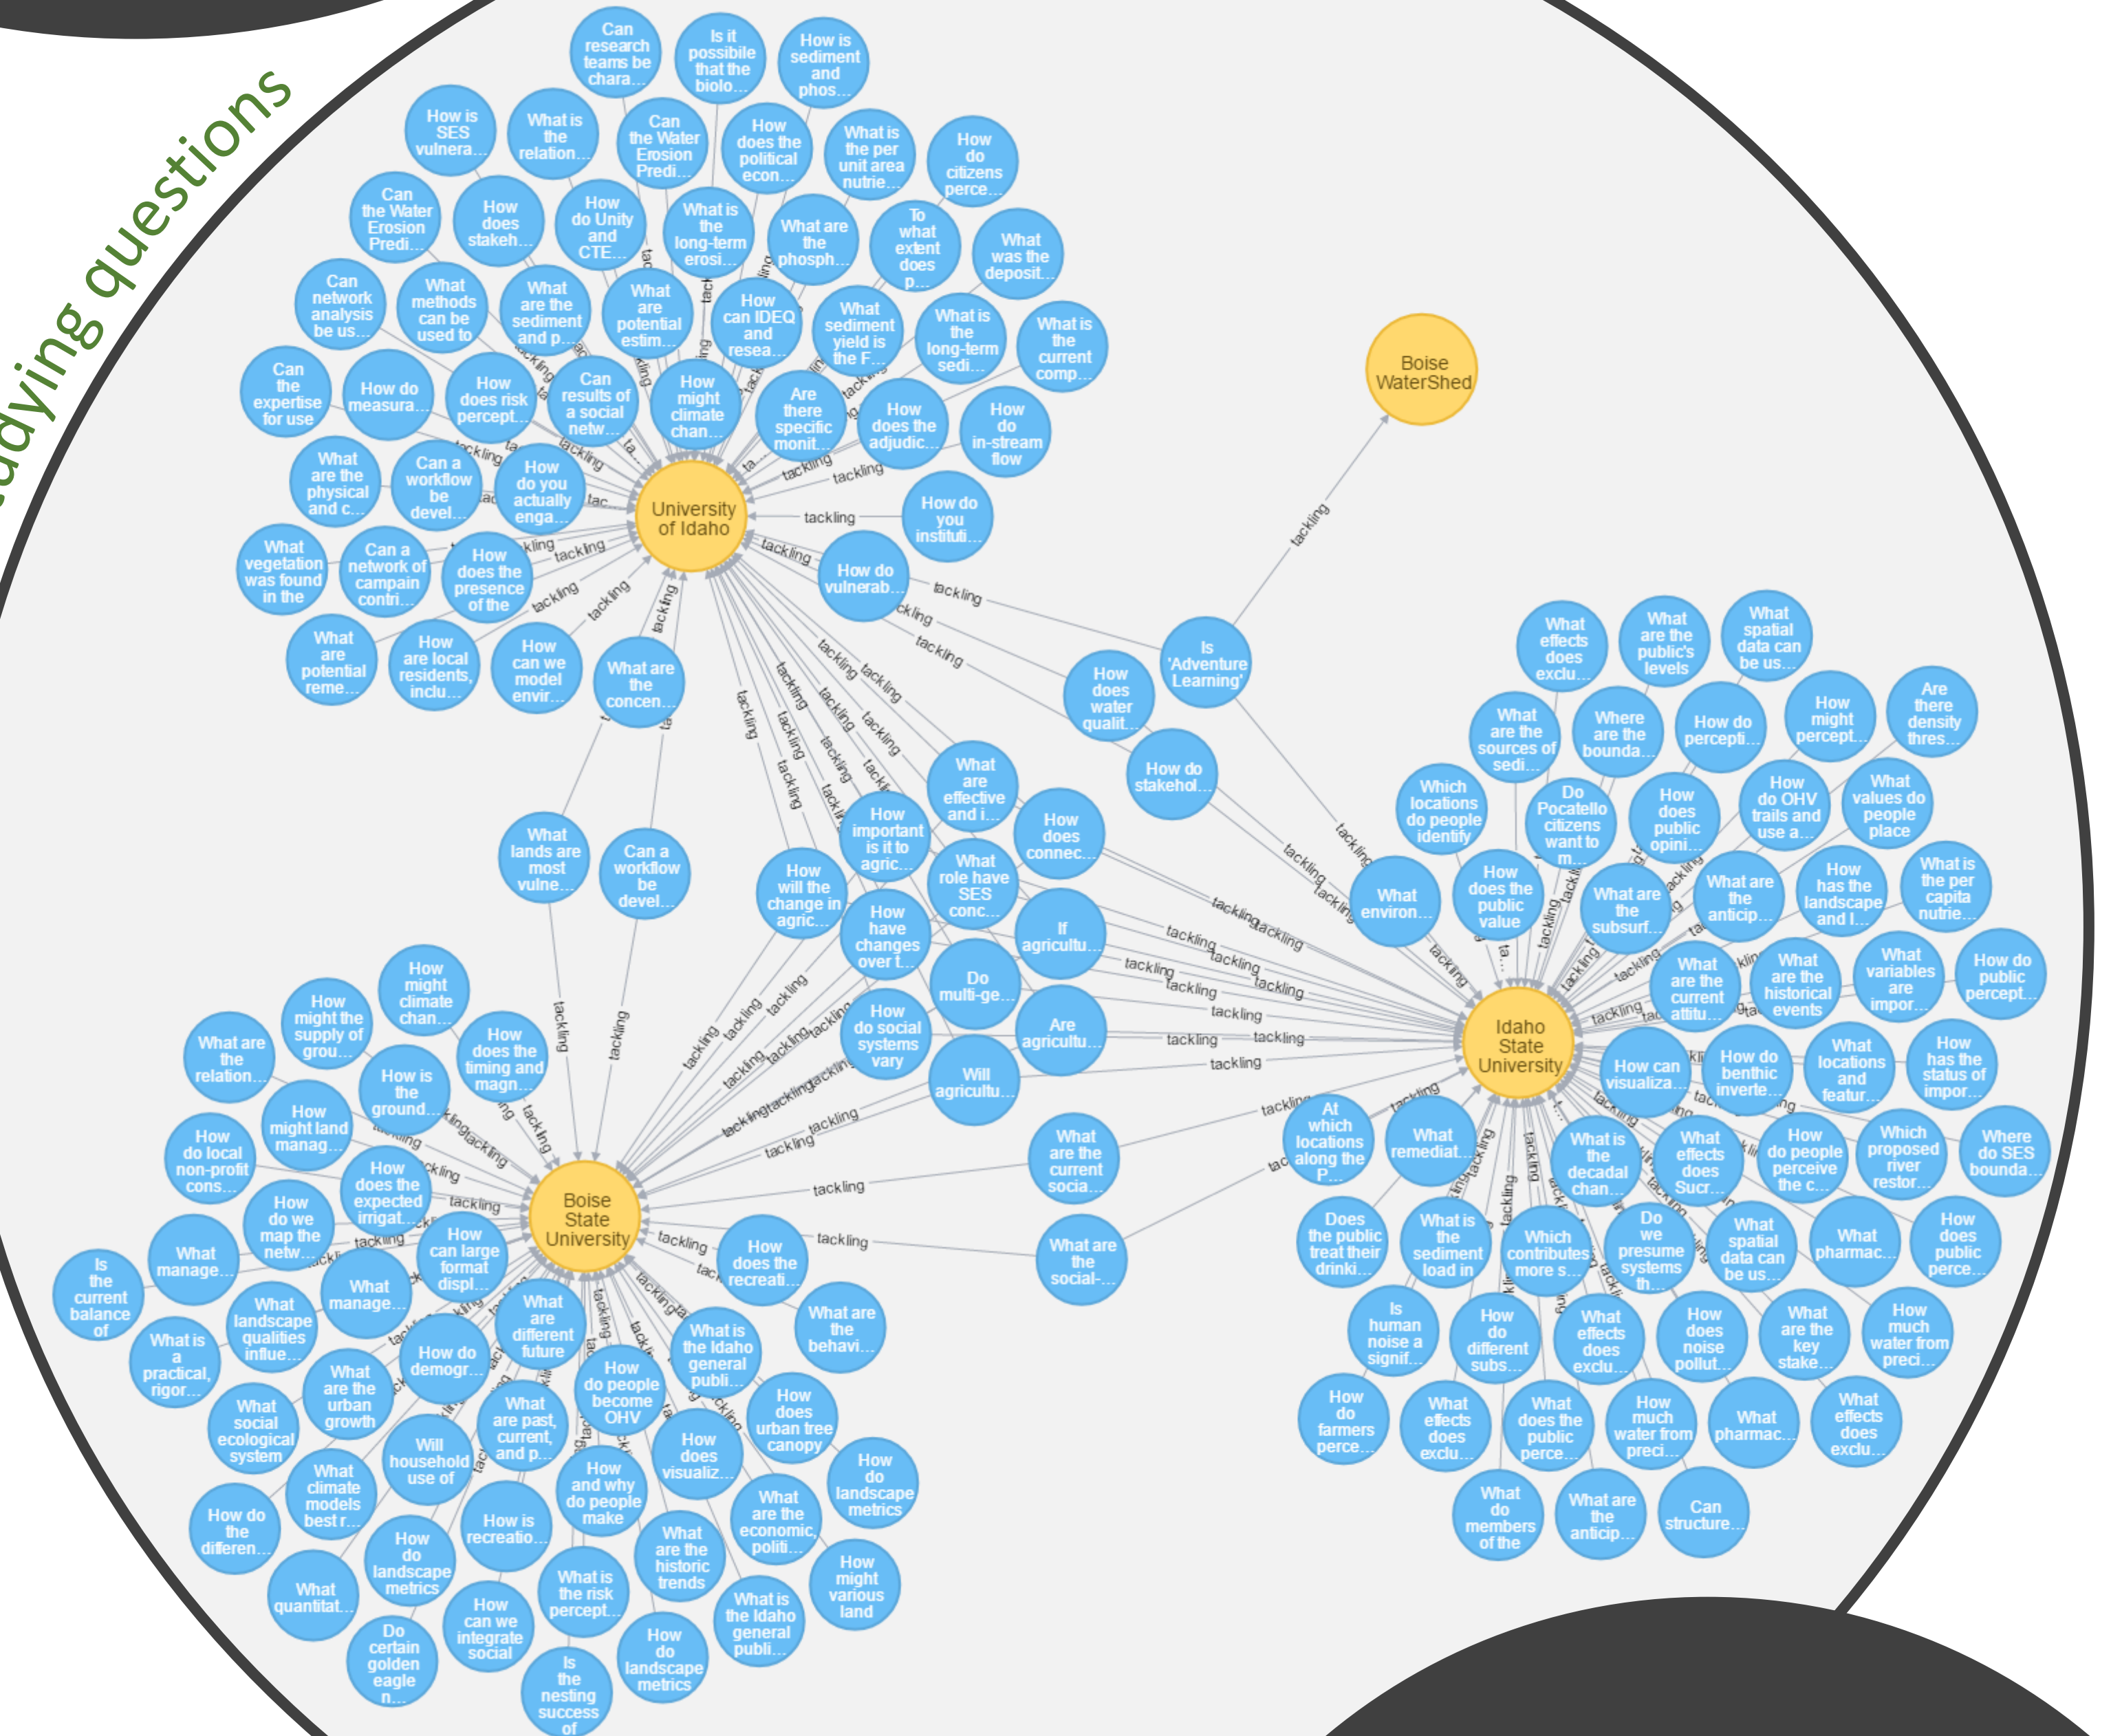 adying questions
Can
research
teams be
chara...
Is it
possibile
that the
biolo...
How is
sediment
and
phos...
How is
SES
vulnera...
What is
the
relation...
Can
the Water
Erosion
Predi...
How
does the
political
econ...
What is
the per
unit area
nutrie...
How
do
citizens
perce...
Can
the Water
Erosion
Predi...
How
does
stakeh...
How
do Unity
and
CTE...
What is
the
long-term
erosi...
What are
the
phosph...
To
what
extent
does
p...
What
was the
deposit...
Can
network
analysis
be us...
What
methods
can be
used to
What
are the
sediment
and p...
What
are
potential
estim...
How
can IDEQ
and
resea...
What
sediment
yield is
the F...
What is
the
long-term
sedi...
What is
the
current
comp...
Can
the
expertise
for use
How do
measura...
How
does risk
percept...
Can
results of
a social
netw...
How
might
climate
chan...
Are
there
specific
monit...
How
does the
adjudic...
How
do
in-stream
flow
What
are the
physical
and c...
Can a
workflow
be
devel...
How
do you
actually
enga...
University
of Idaho
tackling
How do
you
instituti...
What
vegetation
was found
in the
Can a
network of
campain
contri...
How
does the
presence
of the
How do
vulnerab...
What
are
potential
reme...
How
are local
residents,
inclu...
How
can we
model
envir...
What are
the
concen...
Boise
WaterShed
tackling
Is
'Adventure
Learning'
How
does
water
qualit...
How do
stakehol...
What
effects
does
exclu...
What
are the
public's
levels
What
spatial
data can
be us...
What
are the
sources of
sedi...
Where
are the
bounda...
How do
percepti...
How
might
percept...
Are
there
density
thres...
Which
locations
do people
identify
Do
Pocatello
citizens
want to
m...
How
does
public
opini...
How
do OHV
trails and
use a...
What
values do
people
place
What
lands are
most
vulne...
Can a
workflow
be
devel...
What
are
effective
and i...
How
important
is it to
agric...
How
does
connec...
How
will the
change in
agric...
What
role have
SES
conc...
How
have
changes
over t...
If
agricultu...
Do
multi-ge...
How
do social
systems
vary
Are
agricultu...
Will
agricultu...
What
environ...
How
does the
public
value
What are
the
subsurf...
What are
the
anticip...
How
has the
landscape
and l...
What is
the per
capita
nutrie...
What
are the
current
attitu...
What
are the
historical
events
What
variables
are
impor...
How do
public
percept...
Idaho
State
University
How can
visualiza...
How do
benthic
inverte...
What
locations
and
featur...
How
has the
status of
impor...
How
might
climate
chan...
How
might the
supply of
grou...
What are
the
relation...
How
does the
timing and
magn...
How is
the
ground...
How
might land
manag...
How
do local
non-profit
cons...
How
does the
expected
irrigat...
How
do we
map the
netw...
Boise
State
University
What
are the
current
socia...
What are
the
social-...
At
which
locations
along the
P...
What
remediat...
What is
the
decadal
chan...
What
effects
does
Sucr...
How
do people
perceive
the c...
Which
proposed
river
restor...
Where
do SES
bounda...
What
manage...
How
can large
format
displ...
Is
the
current
balance
of
What
manage...
What
landscape
qualities
influe...
What
are
different
future
How
does the
recreati...
What are
the
behavi...
What is
the Idaho
general
publi...
What is
a
practical,
rigor...
How do
demogr...
What
are the
urban
growth
How
do people
become
OHV
How
does
urban tree
canopy
What
social
ecological
system
What
are past,
current,
and p...
Will
household
use of
How
does
visualiz...
What
climate
models
best r...
How
and why
do people
make
How
do
landscape
metrics
How do
the
differen...
How is
recreatio...
What
are the
economic,
politi...
How
do
landscape
metrics
What
are the
historic
trends
What
quantitat...
How
can we
integrate
social
What is
the risk
percept...
How
might
various
land
What is
the Idaho
general
publi...
Do
certain
golden
eagle
n...
How
do
landscape
metrics
Is
the
nesting
success
of
Does
the public
treat their
drinki...
What is
the
sediment
load in
Which
contributes
more s...
Do
we
presume
systems
th...
What
spatial
data can
be us...
What
pharmac...
How
does
public
perce...
Is
human
noise a
signif...
How
do
different
subs...
What
effects
does
exclu...
How
does
noise
pollut...
What
are the
key
stake...
How
much
water from
preci...
How
do
farmers
perce...
What
effects
does
exclu...
What
does the
public
perce...
How
much
water from
preci...
What
pharmac...
What
effects
does
exclu...
What
do
members
of the
What are
the
anticip...
Can
structure...